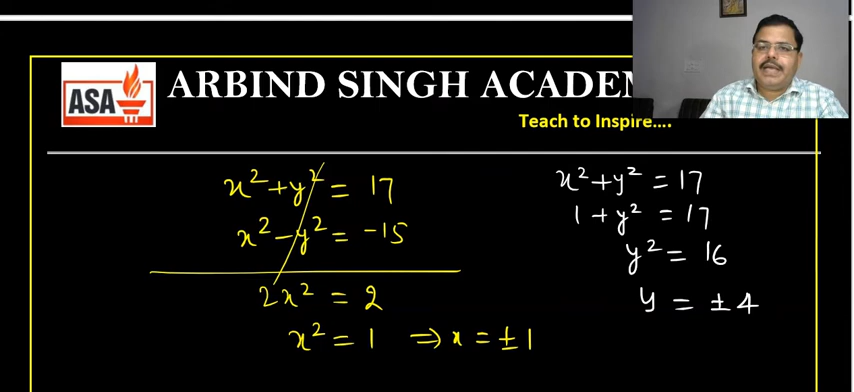 ASA
ARBIND SINGH ACADEM
Teach to Inspire....
x² + y² = 17
x² - y² = -15
2x² = 2
x² = 1 ⇒ x = ± 1
x² + y² = 17
1 + y² = 17
y² = 16
y = ± 4